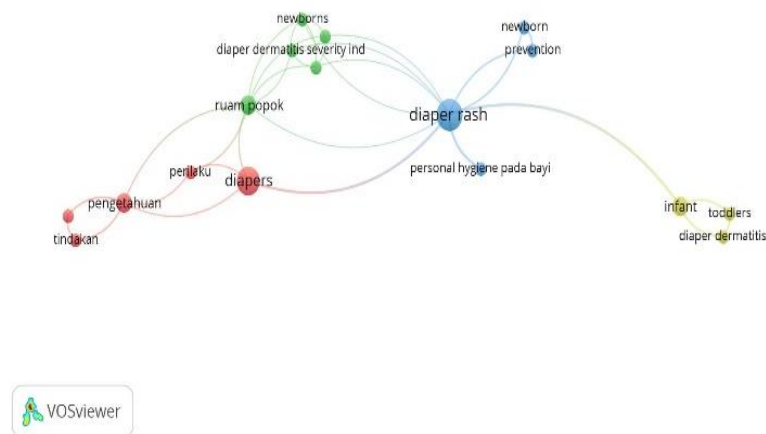 newborns
newborn
diaper dermatitis severity ind
prevention
ruam popok
diaper rash
perilaku
diapers
personal hygiene pada bayi
pengetahuan
infant
toddlers
tindakan
diaper dermatitis
VOSviewer